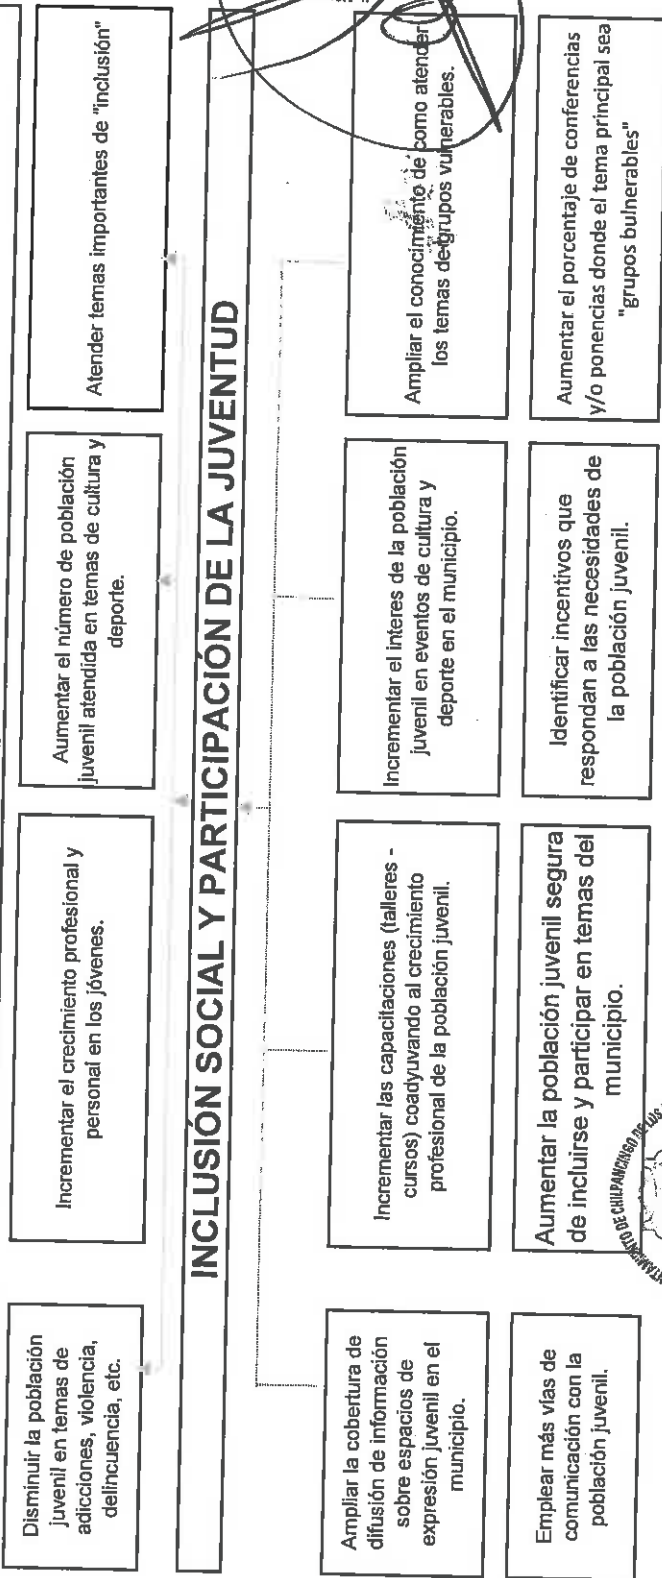 Disminuir la población
juvenil en temas de
adicciones, violencia,
delincuencia, etc.
Incrementar el crecimiento profesional y
personal en los jóvenes.
Aumentar el número de población
juvenil atendida en temas de cultura y
deporte.
Atender temas importantes de "inclusión"
INCLUSIÓN SOCIAL Y PARTICIPACIÓN DE LA JUVENTUD
Ampliar la cobertura de
difusión de información
sobre espacios de
expresión juvenil en el
municipio.
Incrementar las capacitaciones (talleres -
cursos) coadyuvando al crecimiento
profesional de la población juvenil.
Incrementar el interes de la población
juvenil en eventos de cultura y
deporte en el municipio.
Ampliar el conocimiento de como atender
los temas de grupos vulnerables.
Emplear más vías de
comunicación con la
población juvenil.
Aumentar la población juvenil segura
de incluirse y participar en temas del
municipio.
Identificar incentivos que
respondan a las necesidades de
la población juvenil.
Aumentar el porcentaje de conferencias
y/o ponencias donde el tema principal sea
"grupos bulnerables"
DE CHILPANCINGO DE LOS